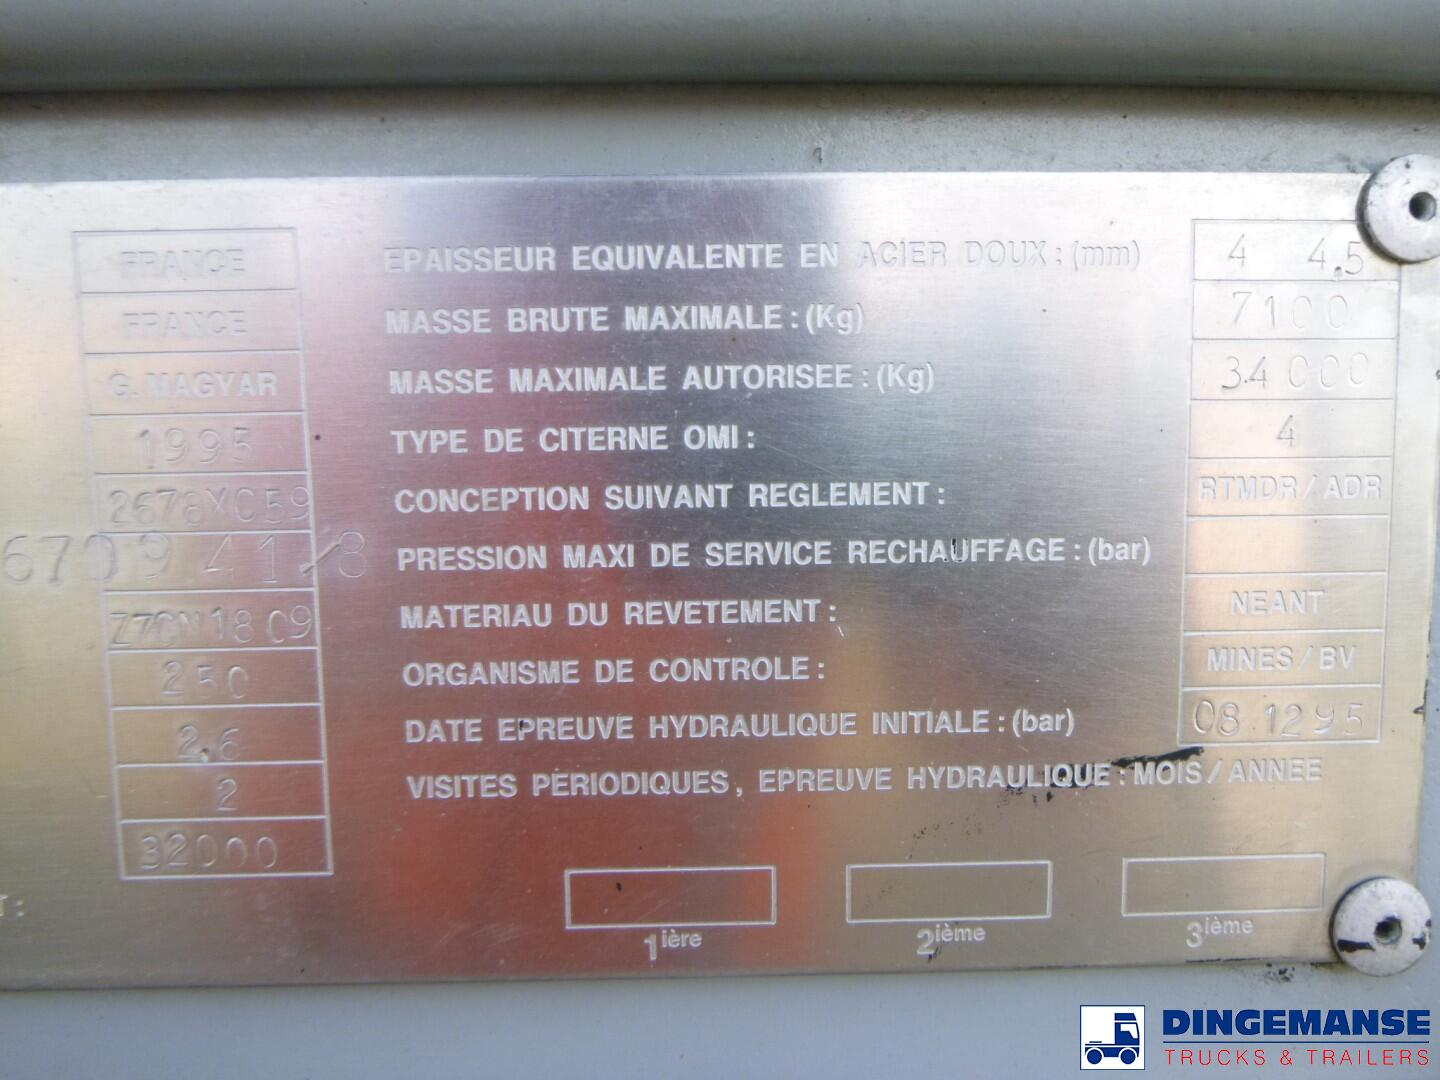 FRANCE
FRANCE
G. MAGYAR
1995
2678XC59
6709 41/8
Z7CN18 09
250
2.6
2
32000
T:
EPAISSEUR EQUIVALENTE EN ACIER DOUX : (mm) 4 4,5
MASSE BRUTE MAXIMALE : (Kg) 7100
MASSE MAXIMALE AUTORISEE : (Kg) 34 000
TYPE DE CITERNE OMI : 4
CONCEPTION SUIVANT REGLEMENT : RTMDR/ADR
PRESSION MAXI DE SERVICE RECHAUFFAGE : (bar)
MATERIAU DU REVETEMENT : NEANT
ORGANISME DE CONTROLE : MINES/BV
DATE EPREUVE HYDRAULIQUE INITIALE : (bar) 08 12 95
VISITES PERIODIQUES, EPREUVE HYDRAULIQUE : MOIS/ANNEE
1ière 2ième 3ième
DINGEMANSE
TRUCKS & TRAILERS